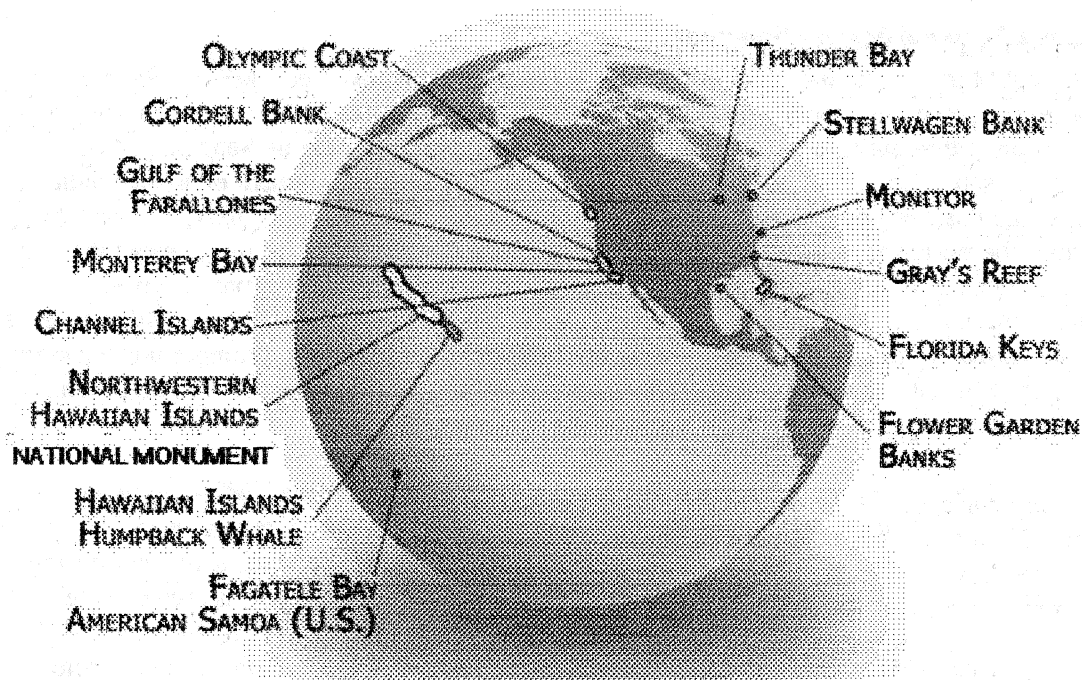 Olympic Coast
Cordell Bank
Gulf of the
Farallones
Monterey Bay
Channel Islands
Northwestern
Hawaiian Islands
NATIONAL MONUMENT
Hawaiian Islands
Humpback Whale
Fagatele Bay
American Samoa (U.S.)
Thunder Bay
Stellwagen Bank
Monitor
Gray's Reef
Florida Keys
Flower Garden
Banks